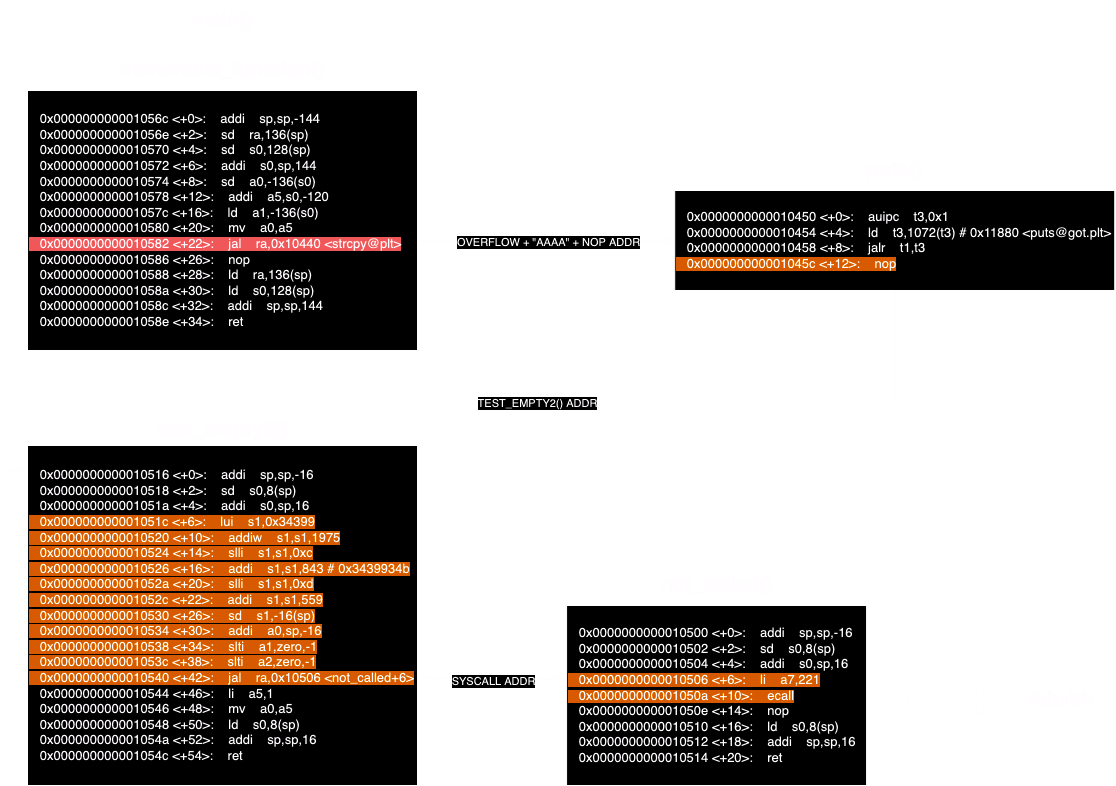 0x000000000001056c <+0>: addi sp,sp,-144
0x000000000001056e <+2>: sd ra,136(sp)
0x0000000000010570 <+4>: sd s0,128(sp)
0x0000000000010572 <+6>: addi s0,sp,144
0x0000000000010574 <+8>: sd a0,-136(s0)
0x0000000000010578 <+12>: addi a5,s0,-120
0x000000000001057c <+16>: ld a1,-136(s0)
0x0000000000010580 <+20>: mv a0,a5
0x0000000000010582 <+22>: jal ra,0x10440 <strcpy@plt>
0x0000000000010586 <+26>: nop
0x0000000000010588 <+28>: ld ra,136(sp)
0x000000000001058a <+30>: ld s0,128(sp)
0x000000000001058c <+32>: addi sp,sp,144
0x000000000001058e <+34>: ret
OVERFLOW + "AAAA" + NOP ADDR
0x0000000000010450 <+0>: auipc t3,0x1
0x0000000000010454 <+4>: ld t3,1072(t3) # 0x11880 <puts@got.plt>
0x0000000000010458 <+8>: jalr t1,t3
0x000000000001045c <+12>: nop
TEST_EMPTY2() ADDR
0x0000000000010516 <+0>: addi sp,sp,-16
0x0000000000010518 <+2>: sd s0,8(sp)
0x000000000001051a <+4>: addi s0,sp,16
0x000000000001051c <+6>: lui s1,0x34399
0x0000000000010520 <+10>: addiw s1,s1,1975
0x0000000000010524 <+14>: slli s1,s1,0xc
0x0000000000010526 <+16>: addi s1,s1,843 # 0x3439934b
0x000000000001052a <+20>: slli s1,s1,0xd
0x000000000001052c <+22>: addi s1,s1,559
0x0000000000010530 <+26>: sd s1,-16(sp)
0x0000000000010534 <+30>: addi a0,sp,-16
0x0000000000010538 <+34>: slti a1,zero,-1
0x000000000001053c <+38>: slti a2,zero,-1
0x0000000000010540 <+42>: jal ra,0x10506 <not_called+6>
0x0000000000010544 <+46>: li a5,1
0x0000000000010546 <+48>: mv a0,a5
0x0000000000010548 <+50>: ld s0,8(sp)
0x000000000001054a <+52>: addi sp,sp,16
0x000000000001054c <+54>: ret
SYSCALL ADDR
0x0000000000010500 <+0>: addi sp,sp,-16
0x0000000000010502 <+2>: sd s0,8(sp)
0x0000000000010504 <+4>: addi s0,sp,16
0x0000000000010506 <+6>: li a7,221
0x000000000001050a <+10>: ecall
0x000000000001050e <+14>: nop
0x0000000000010510 <+16>: ld s0,8(sp)
0x0000000000010512 <+18>: addi sp,sp,16
0x0000000000010514 <+20>: ret